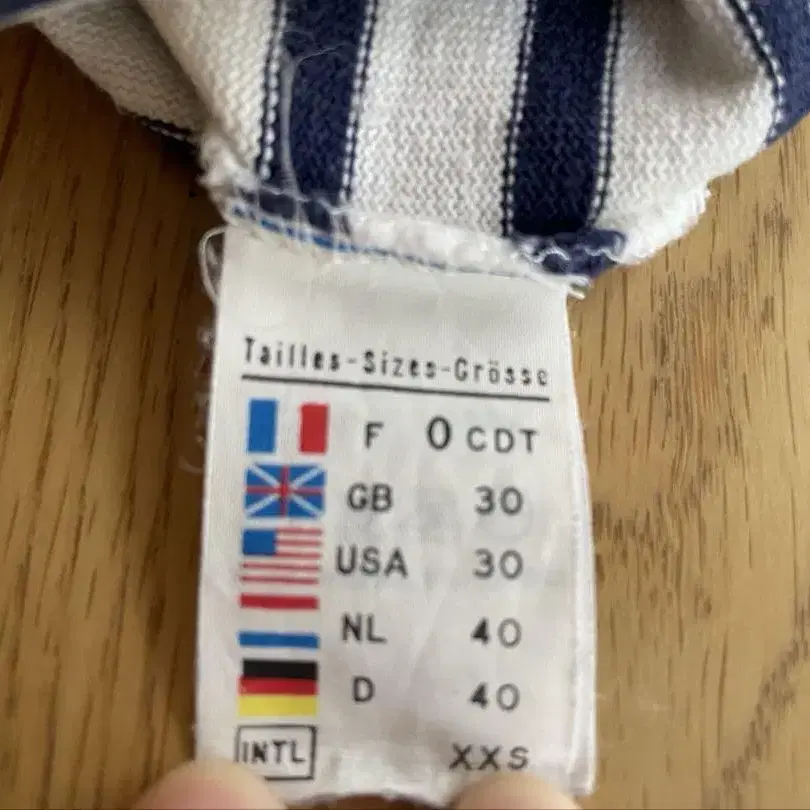 Tailles-Sizes-Grösse
F 0 CDT
GB 30
USA 30
NL 40
D 40
INTL XXS